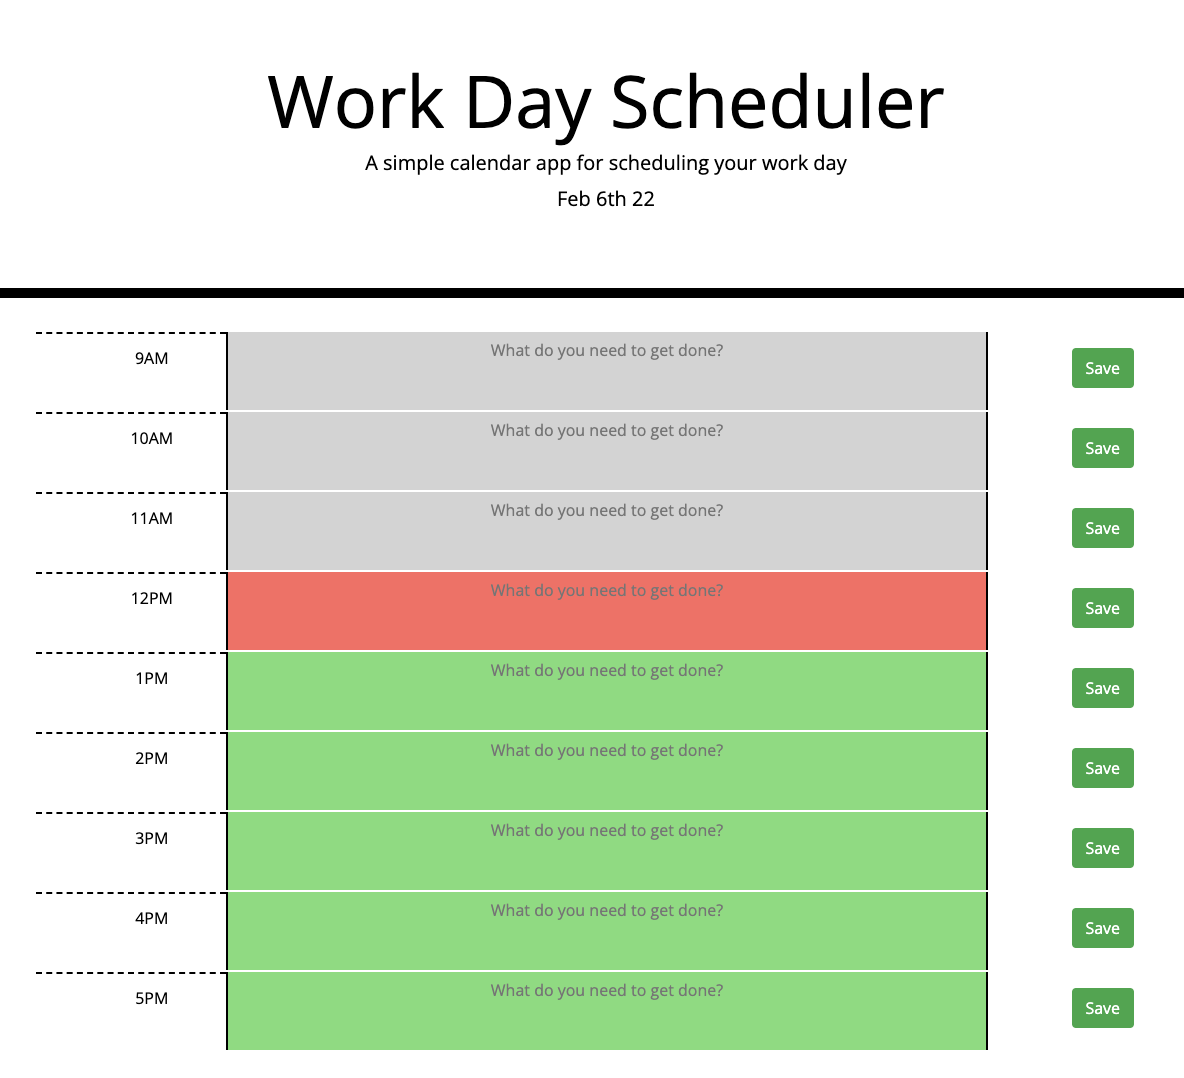 Work Day Scheduler
A simple calendar app for scheduling your work day
Feb 6th 22
9AM What do you need to get done? Save
10AM What do you need to get done? Save
11AM What do you need to get done? Save
12PM What do you need to get done? Save
1PM What do you need to get done? Save
2PM What do you need to get done? Save
3PM What do you need to get done? Save
4PM What do you need to get done? Save
5PM What do you need to get done? Save